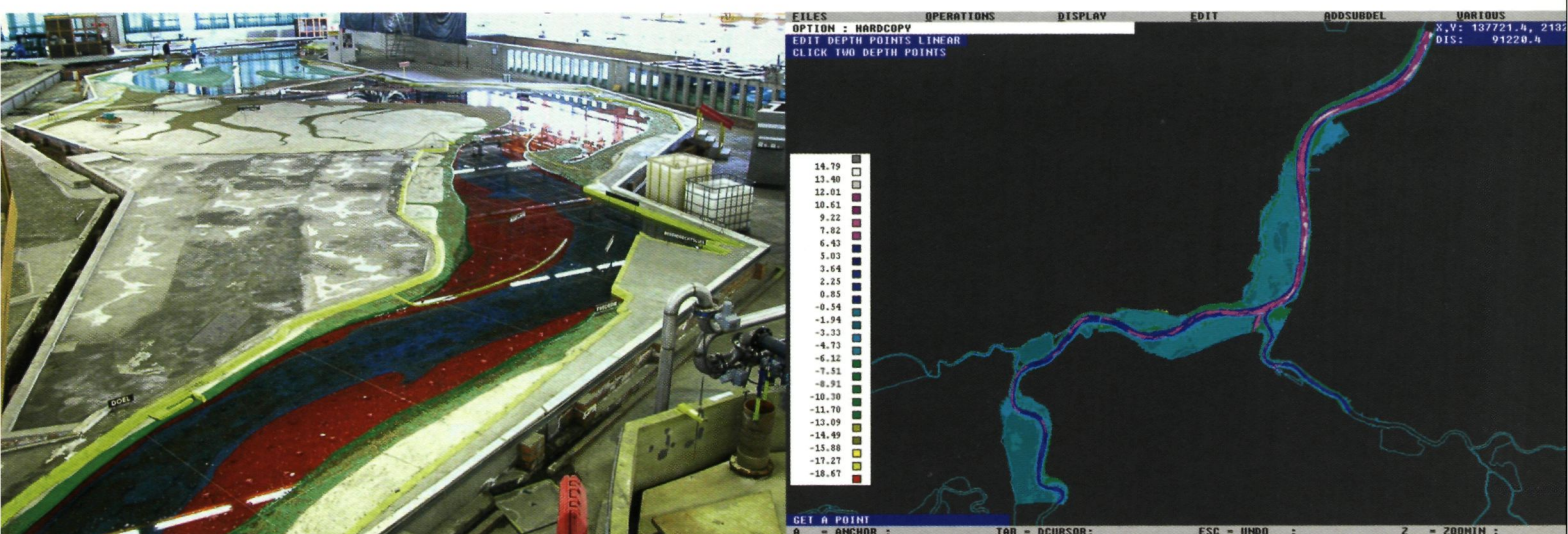 DOEL
FILES OPERATIONS DISPLAY EDIT ADDSUBDEL VARIOUS
OPTION : HARDCOPY
EDIT DEPTH POINTS LINEAR
CLICK TWO DEPTH POINTS
X,Y: 137721.4, 2132
DIS: 91220.4
14.79
13.40
12.01
10.61
9.22
7.82
6.43
5.03
3.64
2.25
0.85
-0.54
-1.94
-3.33
-4.73
-6.12
-7.51
-8.91
-10.30
-11.70
-13.09
-14.49
-15.88
-17.27
-18.67
GET A POINT
A = ANCHOR : TAB = DCURSOR: ESC = UNDO : Z = ZOOMIN :